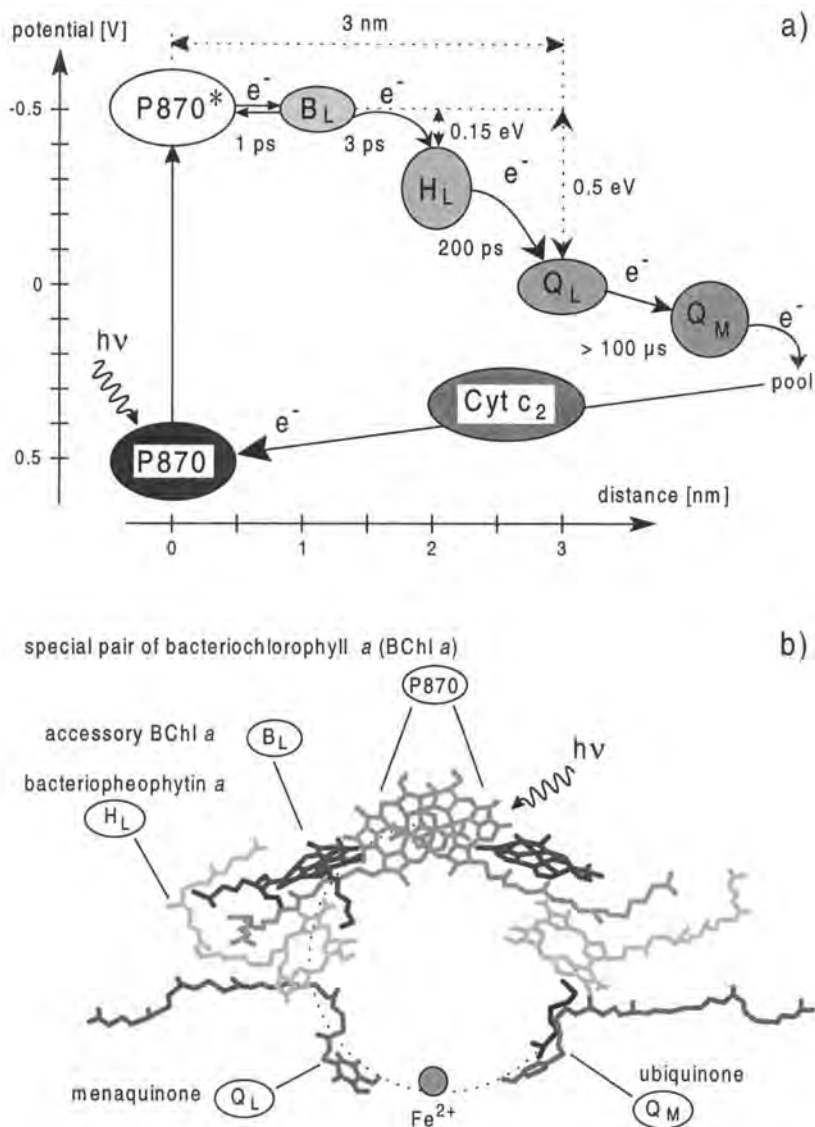 potential [V]
a)
3 nm
-0.5
0
0.5
P870*
e-
B_L
e-
1 ps
3 ps
0.15 eV
H_L
e-
0,5 eV
200 ps
Q_L
e-
Q_M
e-
> 100 µs
pool
hν
Cyt c₂
e-
P870
distance [nm]
0
1
2
3
b)
special pair of bacteriochlorophyll a (BChl a)
P870
accessory BChl a
B_L
hν
bacteriopheophytin a
H_L
menaquinone
Q_L
Fe²⁺
ubiquinone
Q_M